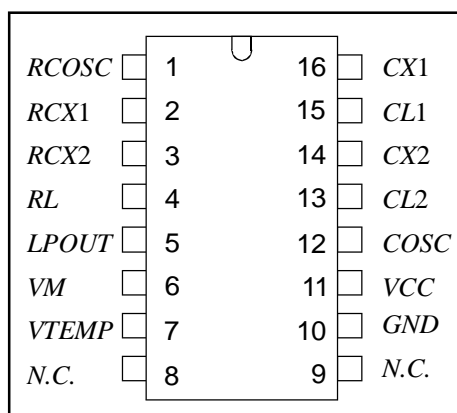 RCOSC 1 16 CX1
RCX1 2 15 CL1
RCX2 3 14 CX2
RL 4 13 CL2
LPOUT 5 12 COSC
VM 6 11 VCC
VTEMP 7 10 GND
N.C. 8 9 N.C.